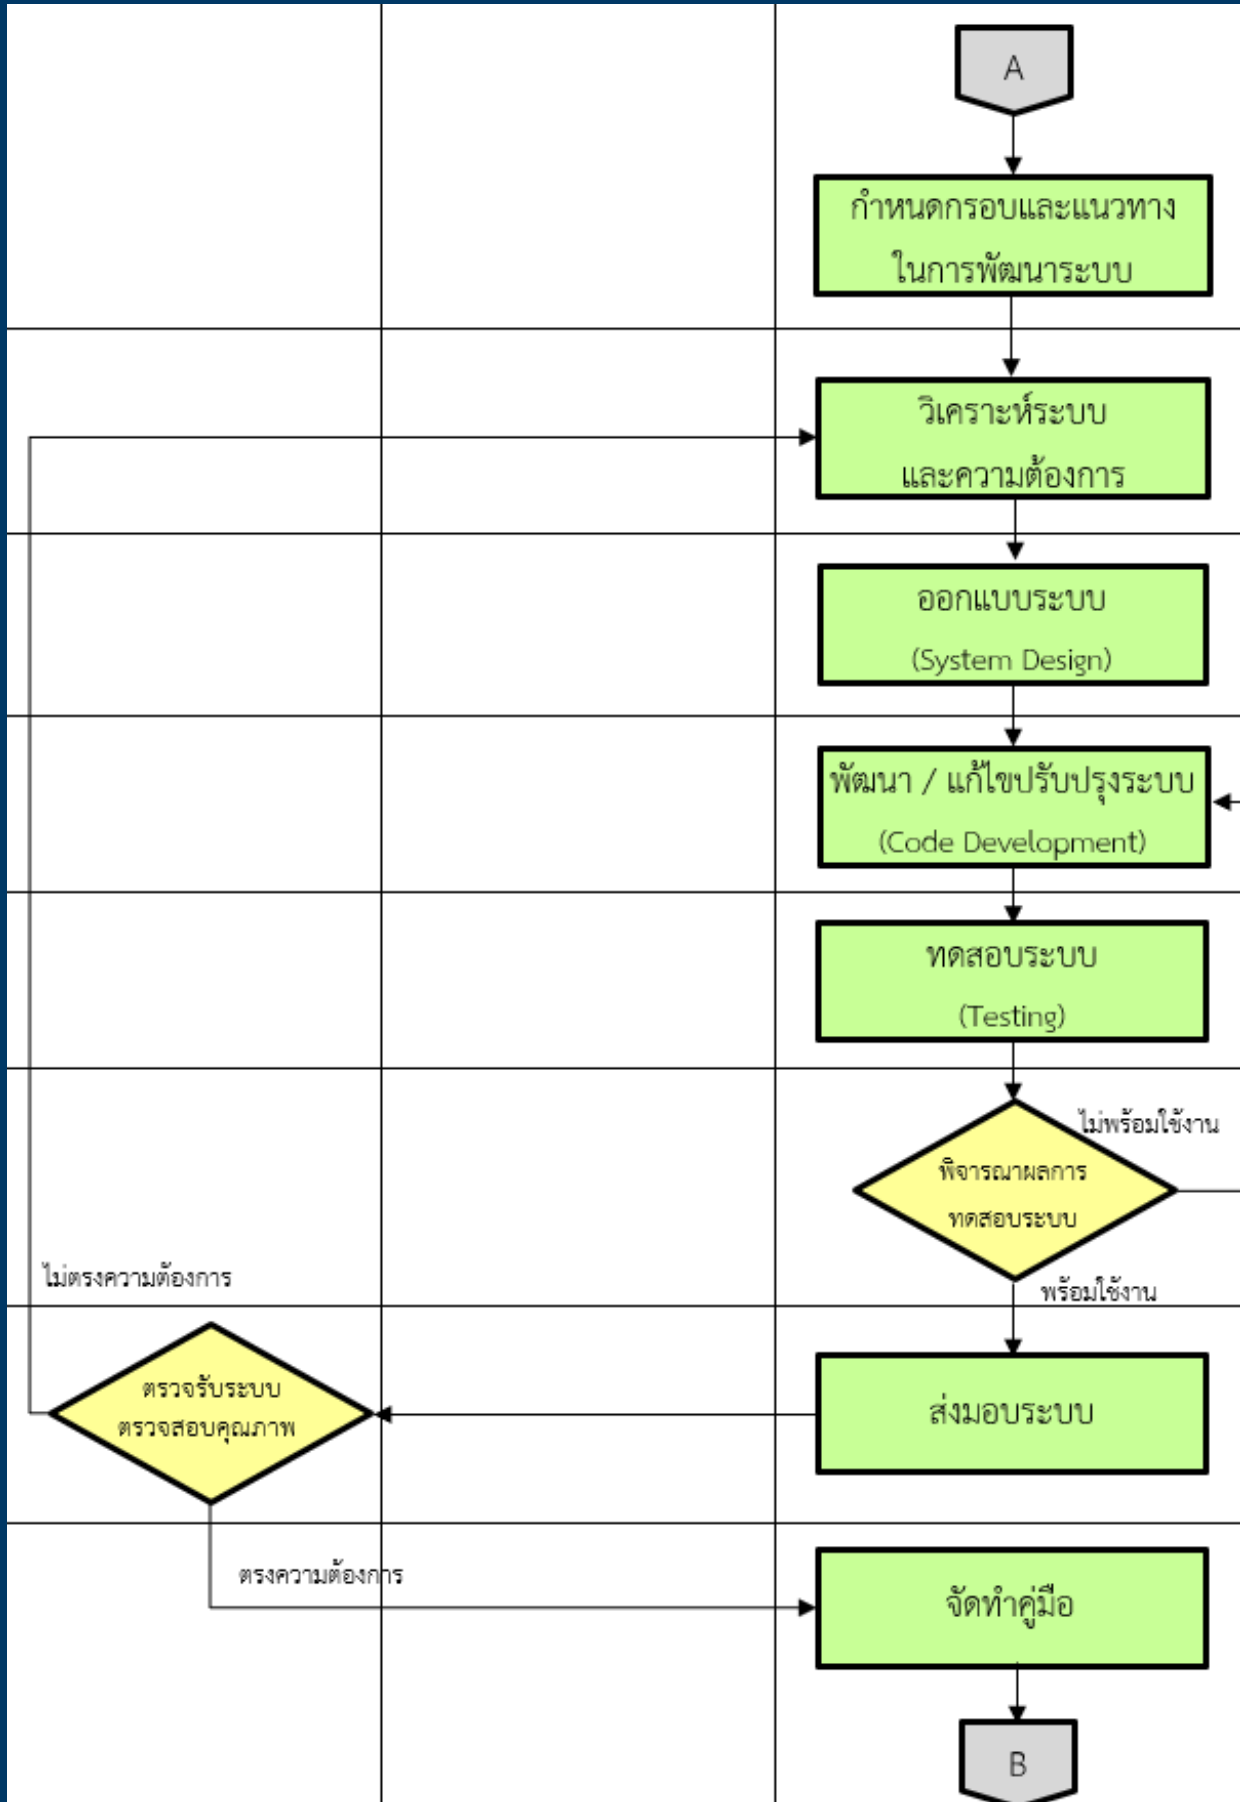 A
กำหนดกรอบและแนวทาง
ในการพัฒนาระบบ
วิเคราะห์ระบบ
และความต้องการ
ออกแบบระบบ
(System Design)
พัฒนา / แก้ไขปรับปรุงระบบ
(Code Development)
ทดสอบระบบ
(Testing)
ไม่พร้อมใช้งาน
พิจารณาผลการ
ทดสอบระบบ
ไม่ตรงความต้องการ
พร้อมใช้งาน
ตรวจรับระบบ
ตรวจสอบคุณภาพ
ส่งมอบระบบ
ตรงความต้องการ
จัดทำคู่มือ
B